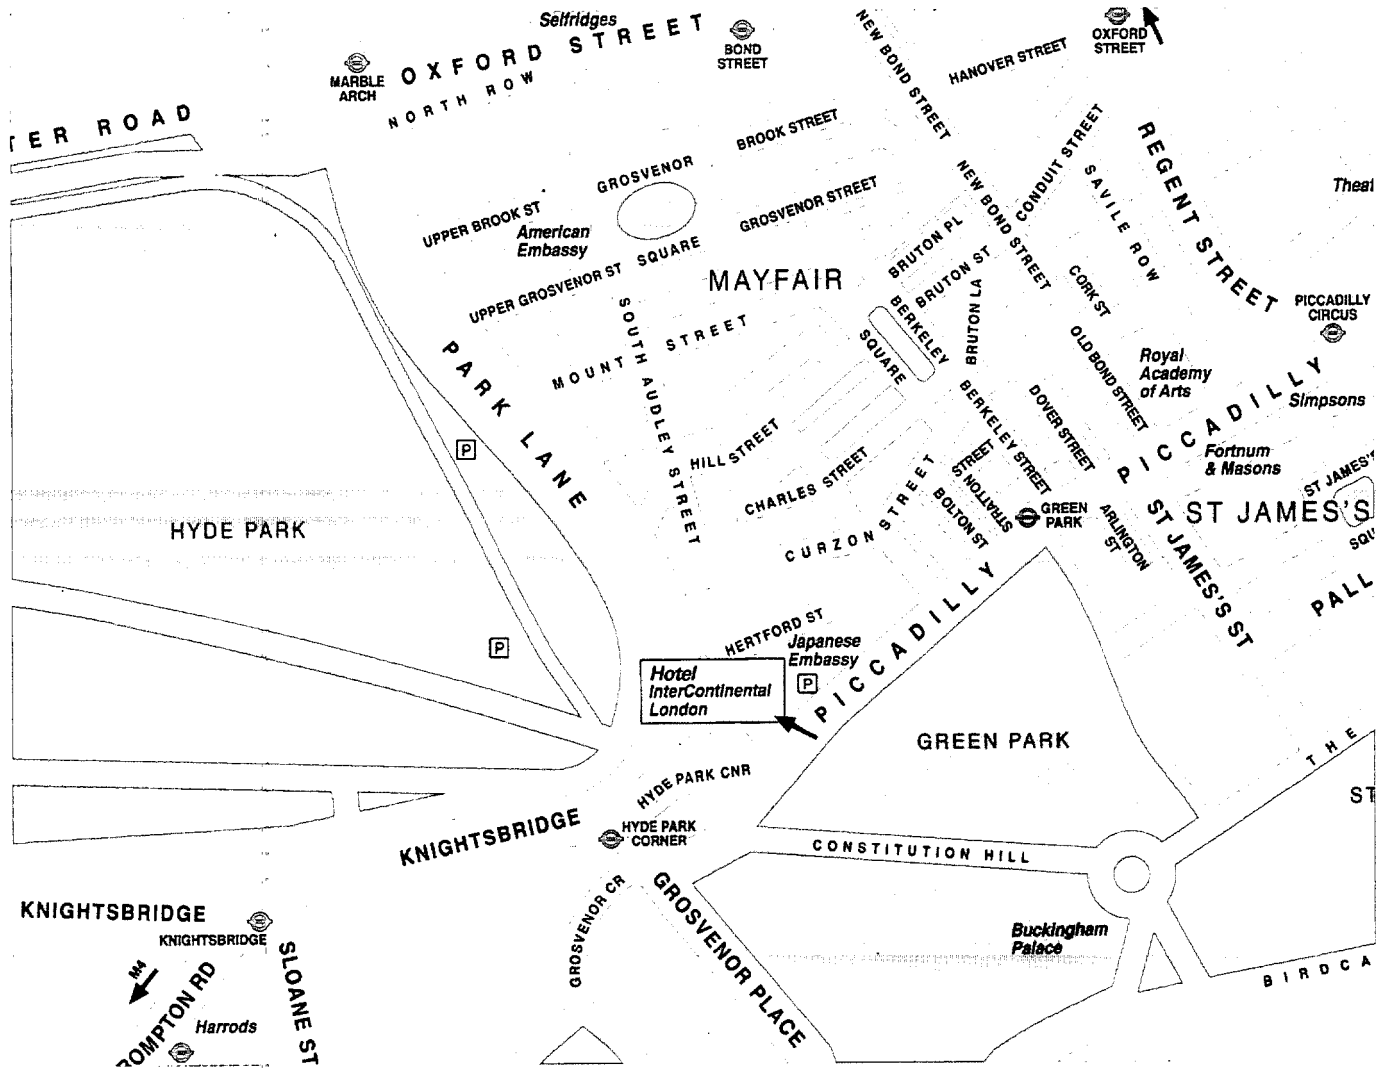 Selfridges
OXFORD STREET
NORTH ROW
MARBLE
ARCH
BOND
STREET
NEW BOND STREET
HANOVER STREET
OXFORD
STREET
TER ROAD
BROOK STREET
GROSVENOR
SQUARE
UPPER BROOK ST
American
Embassy
GROSVENOR STREET
UPPER GROSVENOR ST
MAYFAIR
BRUTON PL
BRUTON ST
NEW BOND STREET
CONDUIT STREET
SAVILE ROW
REGENT STREET
Theat
CORK ST
PICCADILLY
CIRCUS
BERKELEY
SQUARE
BRUTON LA
OLD BOND STREET
Royal
Academy
of Arts
PICCADILLY
Simpsons
Fortnum
& Masons
PARK LANE
MOUNT STREET
SOUTH AUDLEY STREET
HILL STREET
CHARLES STREET
CURZON STREET
BERKELEY STREET
DOVER STREET
STRATTON
STREET
BOLTON ST
GREEN
PARK
ARLINGTON
ST
ST JAMES'S ST
ST JAMES'S
ST JAMES'S
SQU
PALL
P
HYDE PARK
P
HERTFORD ST
Japanese
Embassy
P
PICCADILLY
Hotel
InterContinental
London
GREEN PARK
THE
ST
HYDE PARK CNR
KNIGHTSBRIDGE
HYDE PARK
CORNER
CONSTITUTION HILL
GROSVENOR CR
GROSVENOR PLACE
Buckingham
Palace
BIRDCA
KNIGHTSBRIDGE
KNIGHTSBRIDGE
M4
ROMPTON RD
SLOANE ST
Harrods